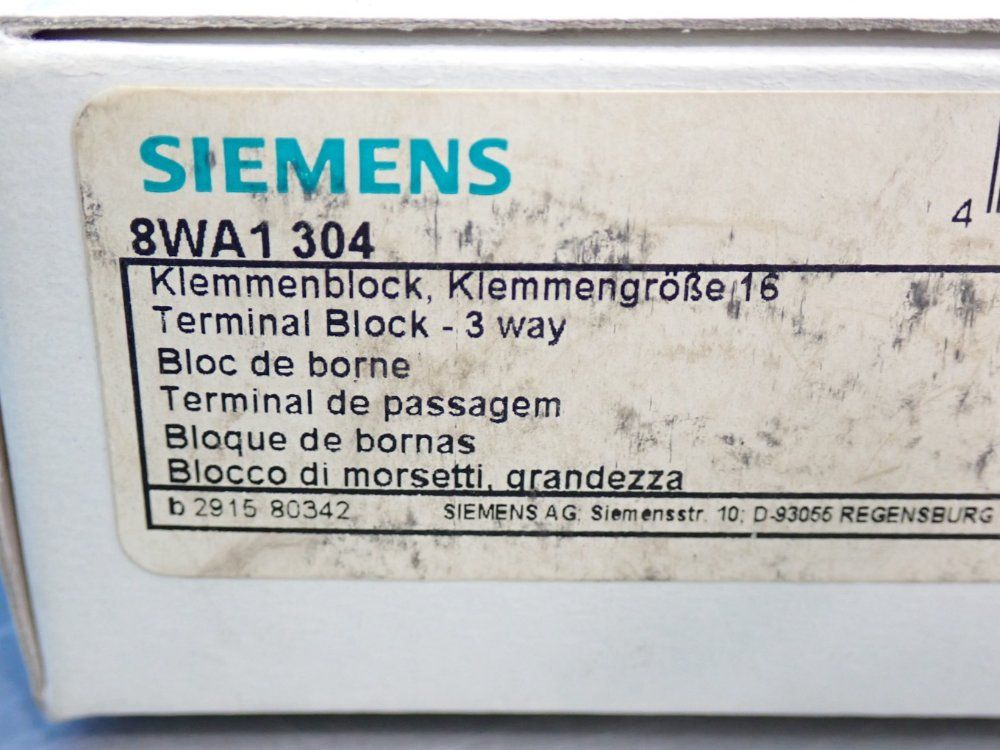 SIEMENS
4
8WA1 304
Klemmenblock, Klemmengröße 16
Terminal Block - 3 way
Bloc de borne
Terminal de passagem
Bloque de bornas
Blocco di morsetti, grandezza
b 2915 80342 SIEMENS AG; Siemensstr. 10; D-93055 REGENSBURG